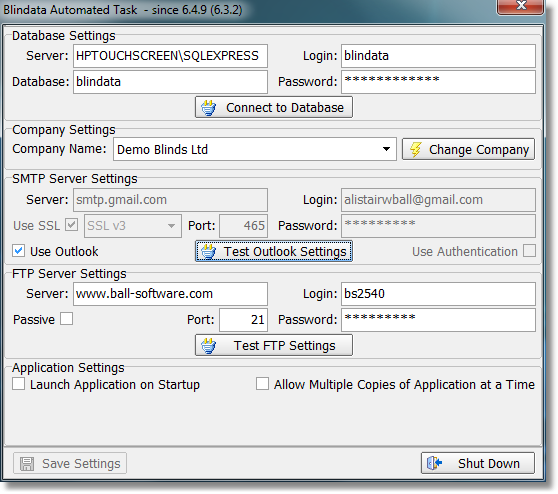 Blindata Automated Task - since 6.4.9 (6.3.2)
Database Settings
Server: HPTOUCHSCREEN\SQLEXPRESS Login: blindata
Database: blindata Password: ************
Connect to Database
Company Settings
Company Name: Demo Blinds Ltd Change Company
SMTP Server Settings
Server: smtp.gmail.com Login: alistairwball@gmail.com
Use SSL SSL v3 Port: 465 Password: *********
Use Outlook Test Outlook Settings Use Authentication
FTP Server Settings
Server: www.ball-software.com Login: bs2540
Passive Port: 21 Password: *********
Test FTP Settings
Application Settings
Launch Application on Startup Allow Multiple Copies of Application at a Time
Save Settings Shut Down